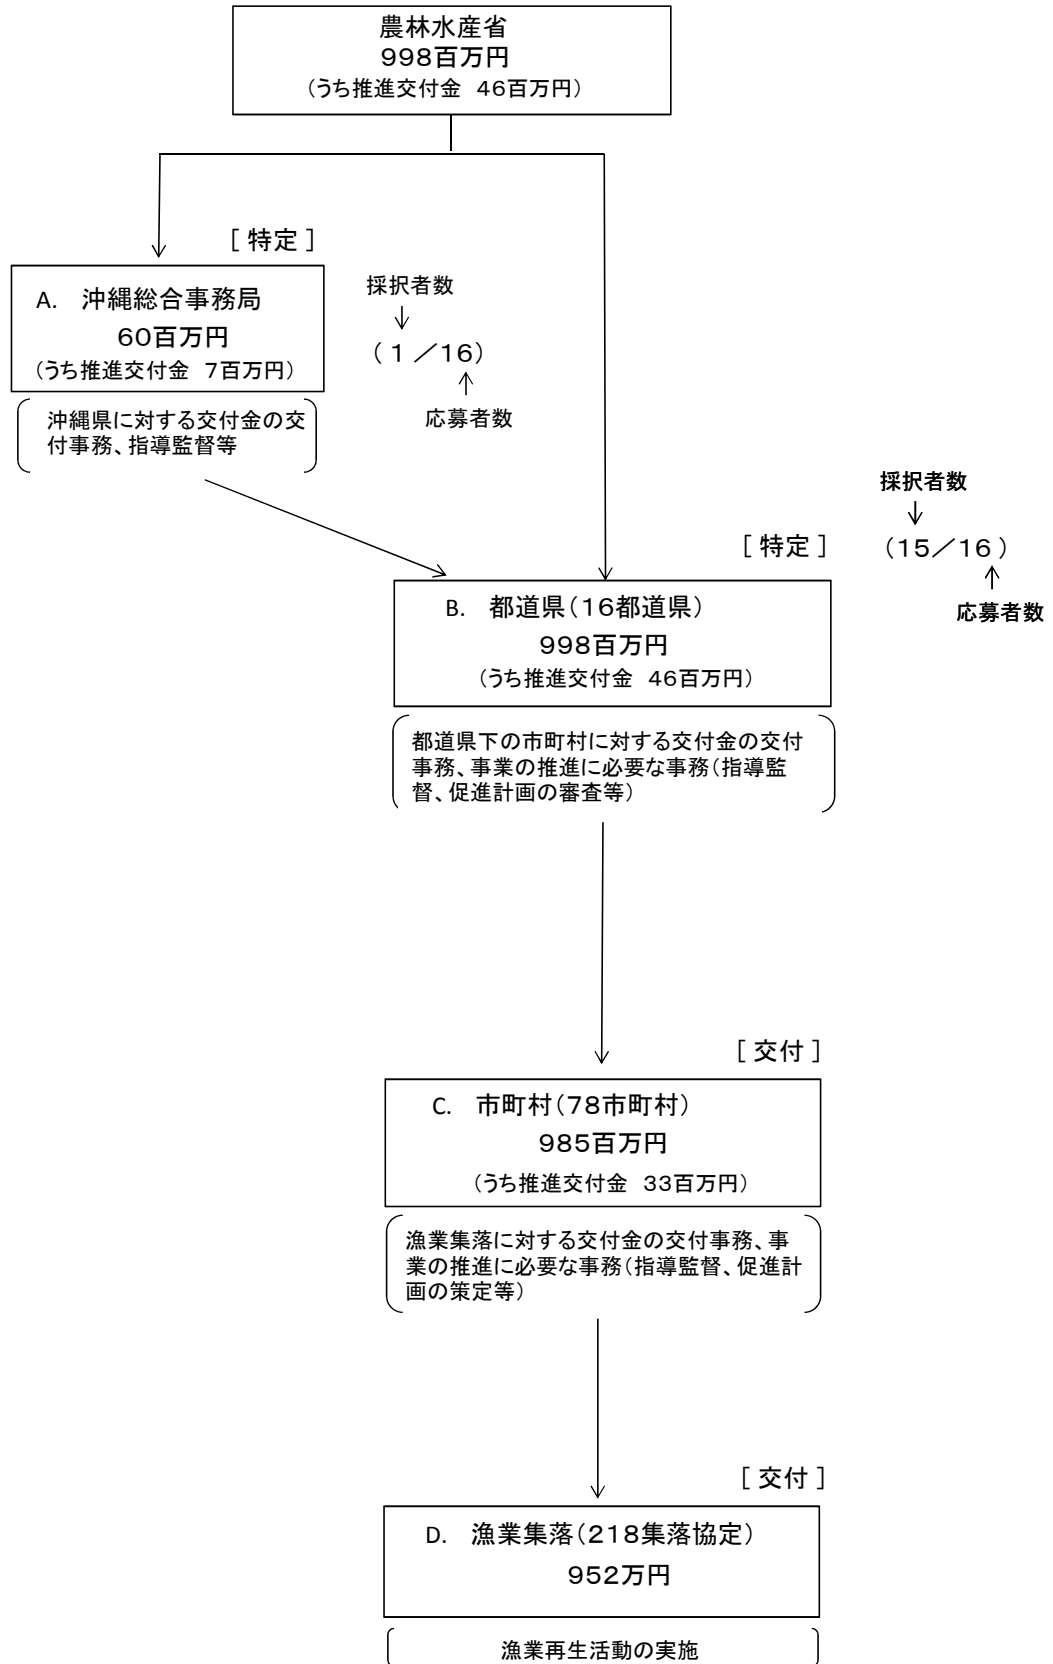 農林水産省
998百万円
(うち推進交付金 46百万円)
[ 特定 ]
A. 沖縄総合事務局
60百万円
(うち推進交付金 7百万円)
沖縄県に対する交付金の交
付事務、指導監督等
採択者数
( 1 /16)
応募者数
採択者数
[ 特定 ]
(15/16 )
応募者数
B. 都道県(16都道県)
998百万円
(うち推進交付金 46百万円)
都道県下の市町村に対する交付金の交付
事務、事業の推進に必要な事務(指導監
督、促進計画の審査等)
[ 交付 ]
C. 市町村(78市町村)
985百万円
(うち推進交付金 33百万円)
漁業集落に対する交付金の交付事務、事
業の推進に必要な事務(指導監督、促進計
画の策定等)
[ 交付 ]
D. 漁業集落(218集落協定)
952万円
漁業再生活動の実施